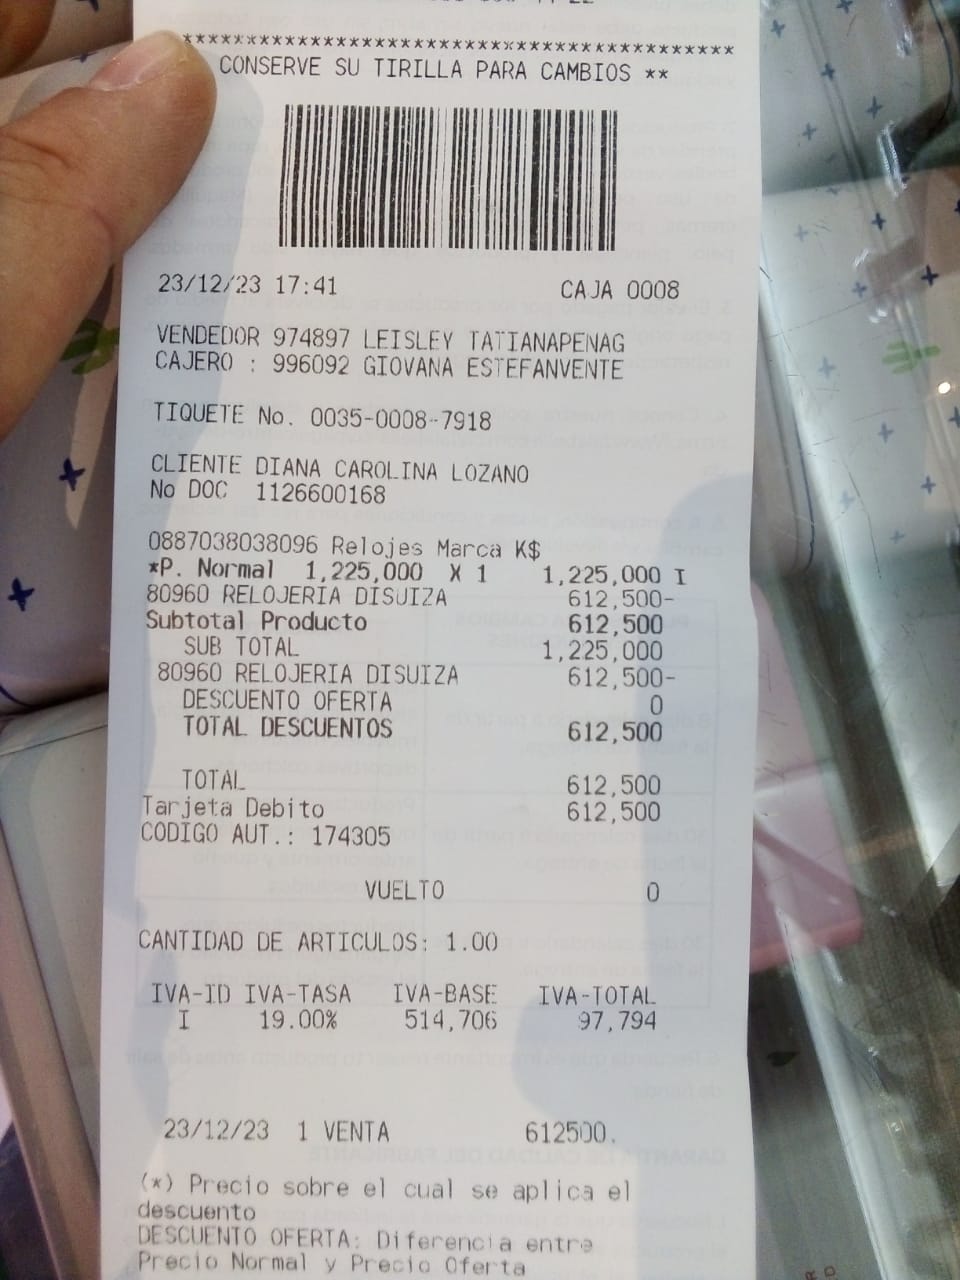 ******************************************
CONSERVE SU TIRILLA PARA CAMBIOS **
23/12/23 17:41 CAJA 0008
VENDEDOR 974897 LEISLEY TATIANAPENAG
CAJERO : 996092 GIOVANA ESTEFANVENTE
TIQUETE No. 0035-0008-7918
CLIENTE DIANA CAROLINA LOZANO
No DOC 1126600168
0887038038096 Relojes Marca K$
*P. Normal 1,225,000 X 1 1,225,000 I
80960 RELOJERIA DISUIZA 612,500-
Subtotal Producto 612,500
SUB TOTAL 1,225,000
80960 RELOJERIA DISUIZA 612,500-
DESCUENTO OFERTA 0
TOTAL DESCUENTOS 612,500
TOTAL 612,500
Tarjeta Debito 612,500
CODIGO AUT.: 174305
VUELTO 0
CANTIDAD DE ARTICULOS: 1.00
IVA-ID IVA-TASA IVA-BASE IVA-TOTAL
I 19.00% 514,706 97,794
23/12/23 1 VENTA 612500.
(*) Precio sobre el cual se aplica el
descuento
DESCUENTO OFERTA: Diferencia entre
Precio Normal y Precio Oferta